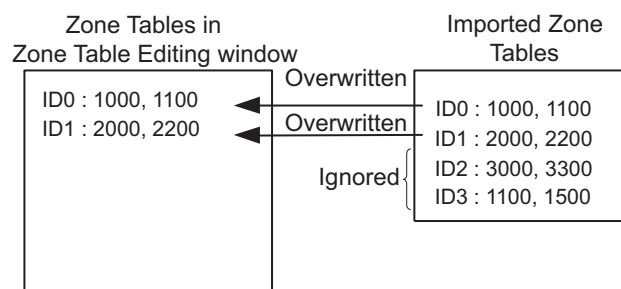 Zone Tables in
Zone Table Editing window
ID0 : 1000, 1100
ID1 : 2000, 2200
Overwritten
Overwritten
Ignored
Imported Zone
Tables
ID0 : 1000, 1100
ID1 : 2000, 2200
ID2 : 3000, 3300
ID3 : 1100, 1500